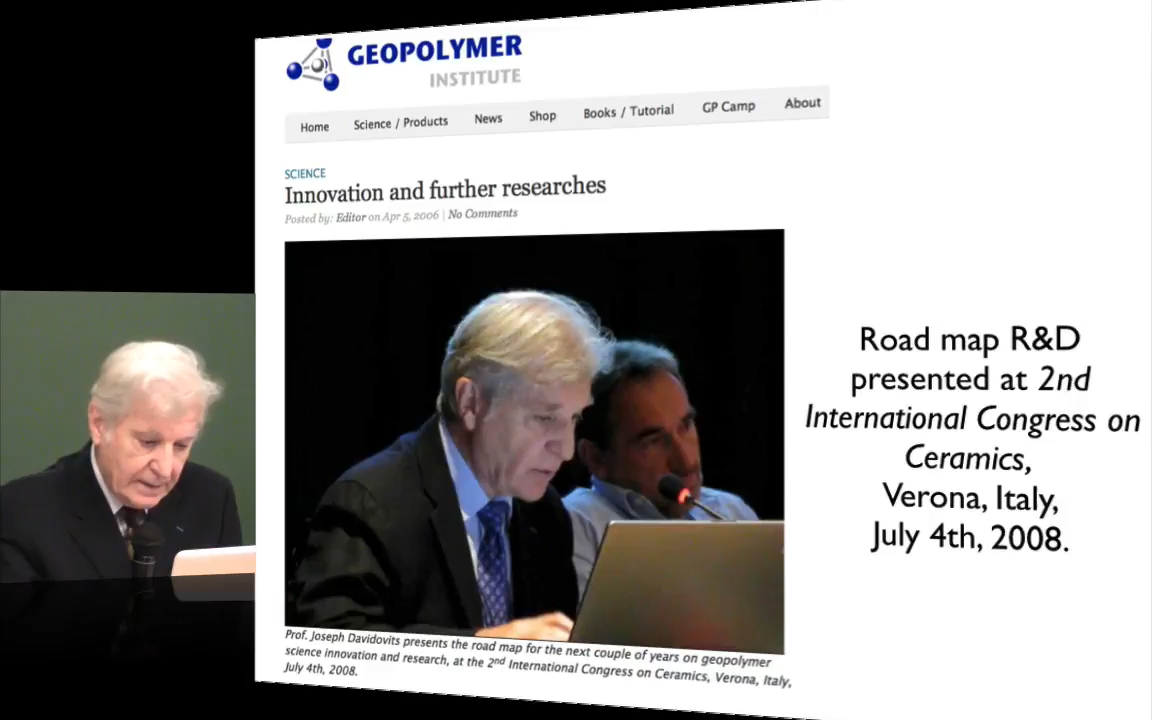 GEOPOLYMER
INSTITUTE
Home Science / Products News Shop Books / Tutorial GP Camp About
SCIENCE
Innovation and further researches
Posted by: Editor on Apr 5, 2006 | No Comments
Prof. Joseph Davidovits presents the road map for the next couple of years on geopolymer
science innovation and research, at the 2nd International Congress on Ceramics, Verona, Italy,
July 4th, 2008.
Road map R&D
presented at 2nd
International Congress on
Ceramics,
Verona, Italy,
July 4th, 2008.